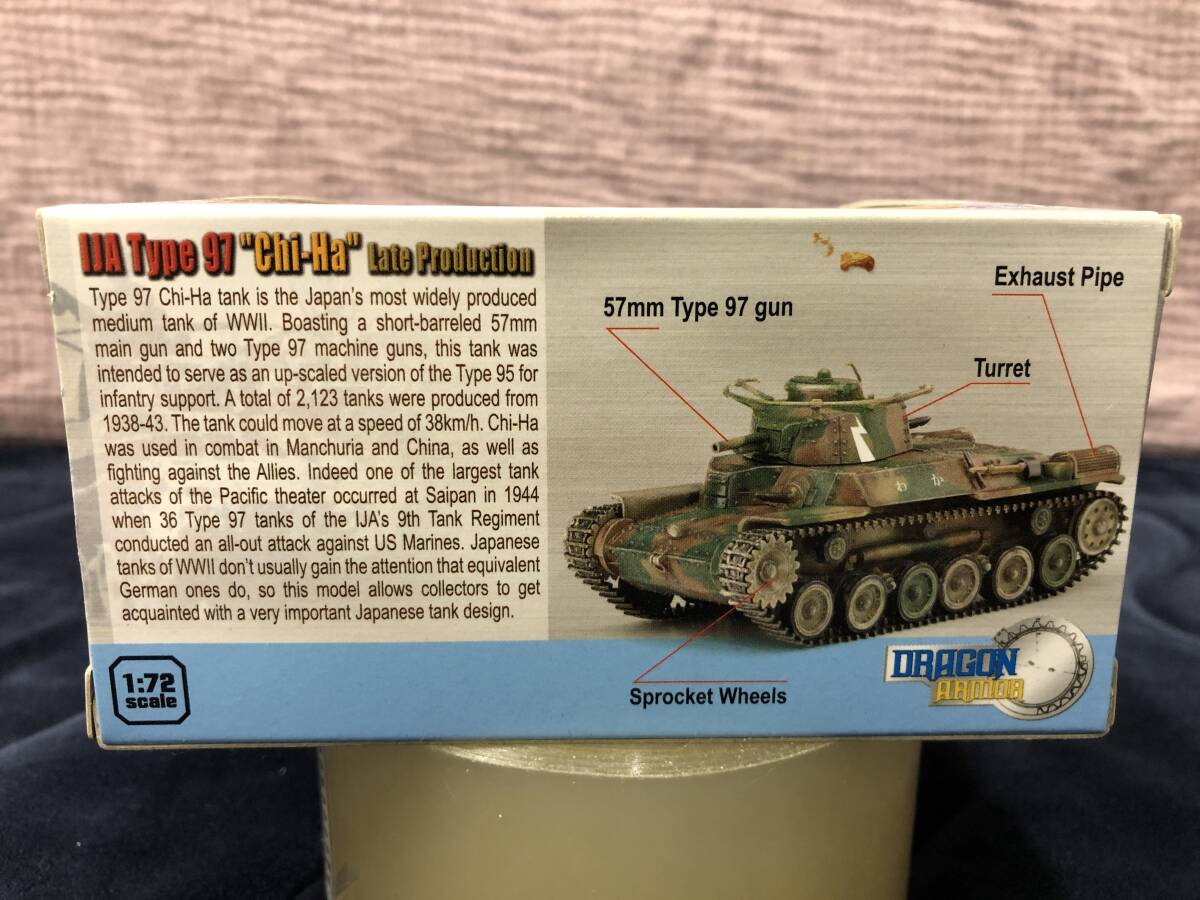 IJA Type 97 "Chi-Ha" Late Production
Type 97 Chi-Ha tank is the Japan's most widely produced
medium tank of WWII. Boasting a short-barreled 57mm
main gun and two Type 97 machine guns, this tank was
intended to serve as an up-scaled version of the Type 95 for
infantry support. A total of 2,123 tanks were produced from
1938-43. The tank could move at a speed of 38km/h. Chi-Ha
was used in combat in Manchuria and China, as well as
fighting against the Allies. Indeed one of the largest tank
attacks of the Pacific theater occurred at Saipan in 1944
when 36 Type 97 tanks of the IJA's 9th Tank Regiment
conducted an all-out attack against US Marines. Japanese
tanks of WWII don't usually gain the attention that equivalent
German ones do, so this model allows collectors to get
acquainted with a very important Japanese tank design.
1:72
scale
57mm Type 97 gun
Exhaust Pipe
Turret
わ か
Sprocket Wheels
DRAGON
ARMOR